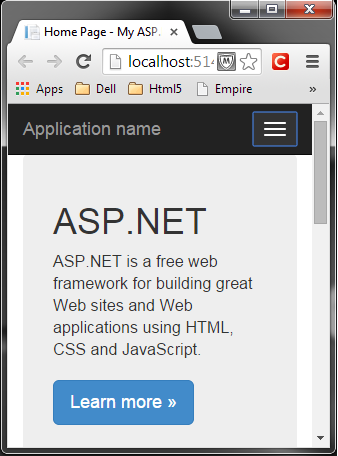 Home Page - My ASP.
localhost:514
Apps Dell Html5 Empire »
Application name
ASP.NET
ASP.NET is a free web
framework for building great
Web sites and Web
applications using HTML,
CSS and JavaScript.
Learn more »